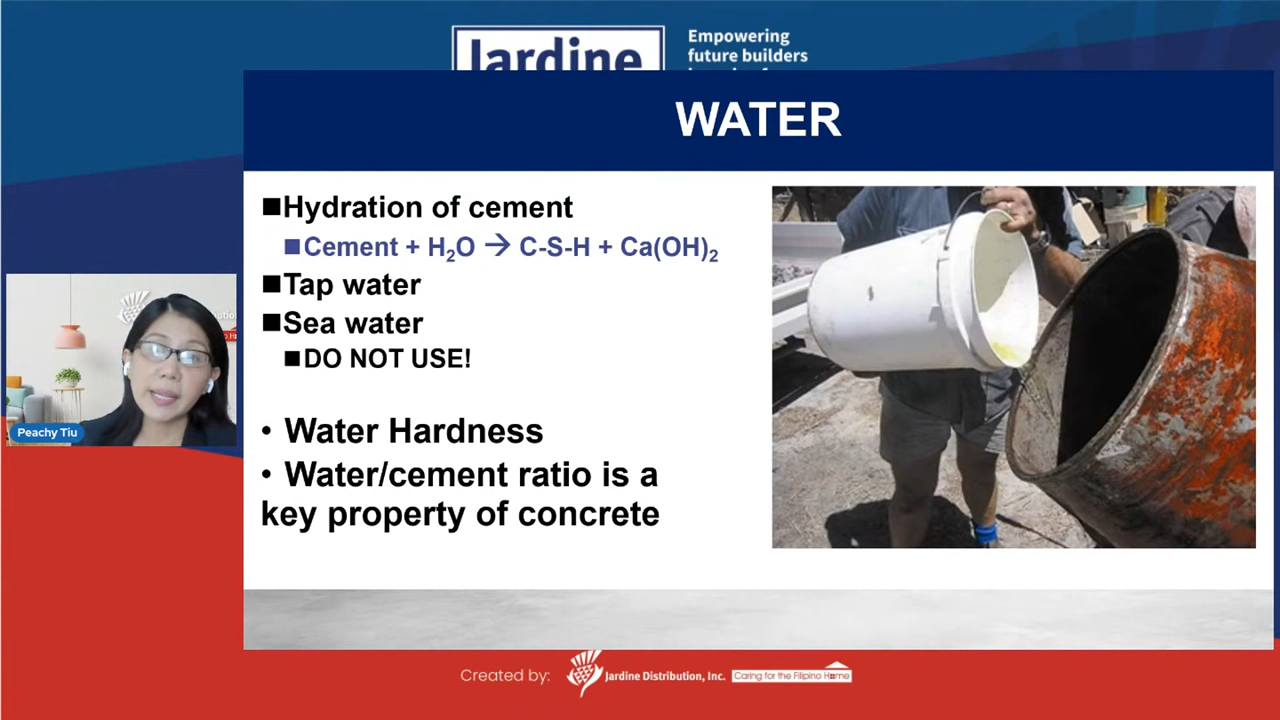 Jardine
Empowering
future builders
WATER
■Hydration of cement
■Cement + H₂O → C-S-H + Ca(OH)₂
■Tap water
■Sea water
■DO NOT USE!
• Water Hardness
• Water/cement ratio is a
key property of concrete
Peachy Tiu
Created by:
Jardine Distribution, Inc.
Caring for the Filipino Home